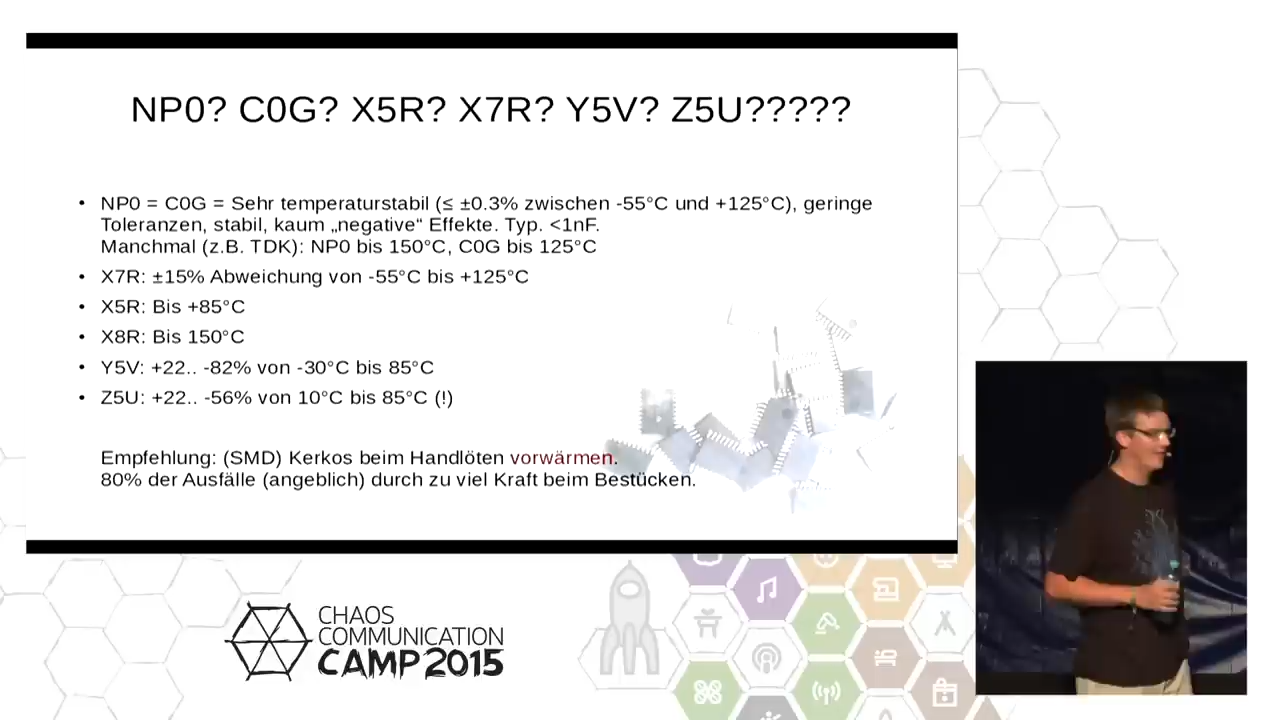 NP0? C0G? X5R? X7R? Y5V? Z5U?????
• NP0 = C0G = Sehr temperaturstabil (≤ ±0.3% zwischen -55°C und +125°C), geringe
Toleranzen, stabil, kaum „negative“ Effekte. Typ. <1nF.
Manchmal (z.B. TDK): NP0 bis 150°C, C0G bis 125°C
• X7R: ±15% Abweichung von -55°C bis +125°C
• X5R: Bis +85°C
• X8R: Bis 150°C
• Y5V: +22.. -82% von -30°C bis 85°C
• Z5U: +22.. -56% von 10°C bis 85°C (!)
Empfehlung: (SMD) Kerkos beim Handlöten vorwärmen.
80% der Ausfälle (angeblich) durch zu viel Kraft beim Bestücken.
CHAOS
COMMUNICATION
CAMP 2015